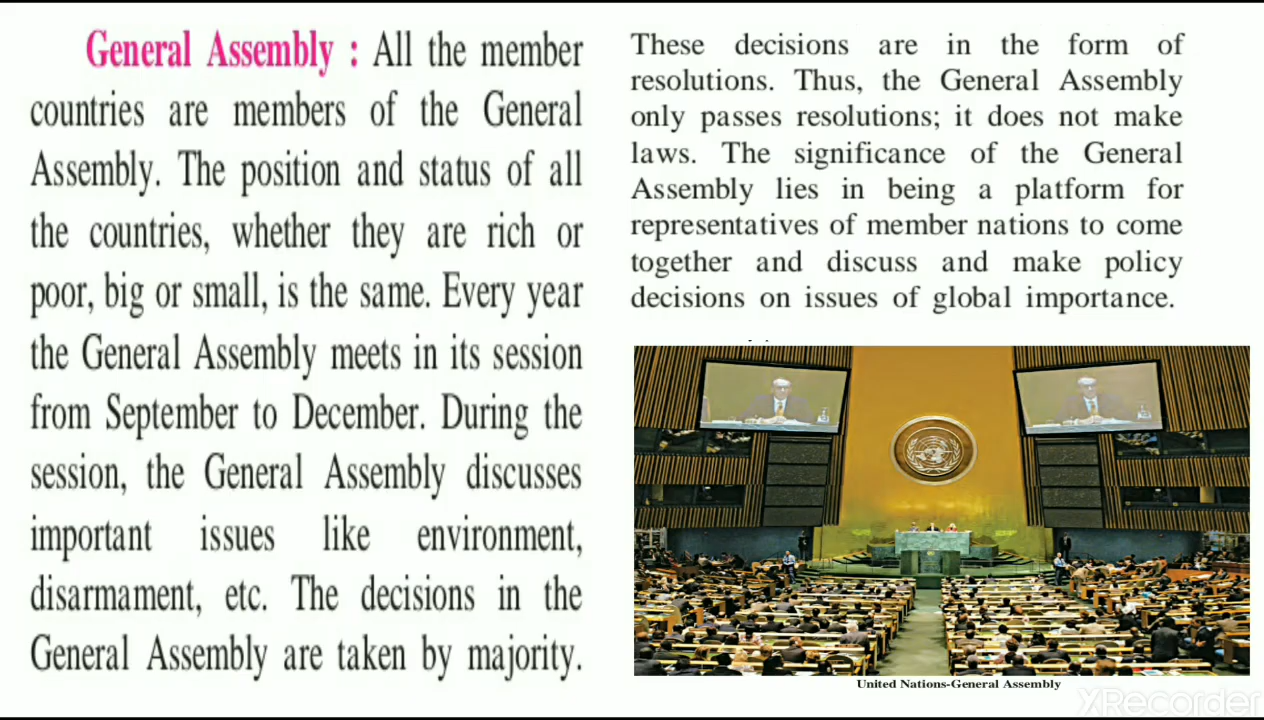 General Assembly : All the member
countries are members of the General
Assembly. The position and status of all
the countries, whether they are rich or
poor, big or small, is the same. Every year
the General Assembly meets in its session
from September to December. During the
session, the General Assembly discusses
important issues like environment,
disarmament, etc. The decisions in the
General Assembly are taken by majority.
These decisions are in the form of
resolutions. Thus, the General Assembly
only passes resolutions; it does not make
laws. The significance of the General
Assembly lies in being a platform for
representatives of member nations to come
together and discuss and make policy
decisions on issues of global importance.
United Nations-General Assembly
XRecorder